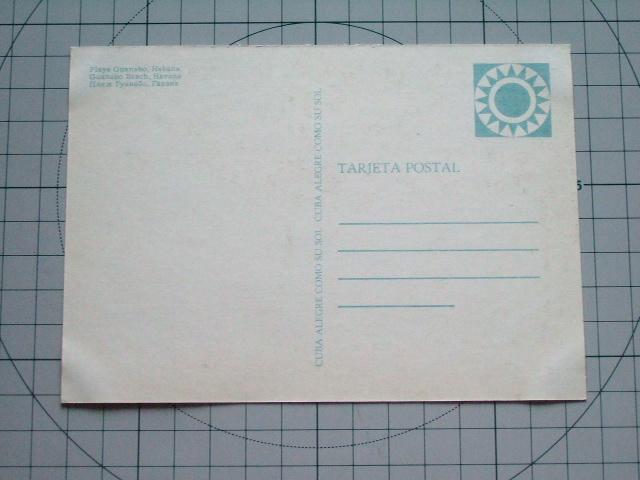 Playa Guanabo, Habana
Guanabo Beach, Havana
Пляж Гуанабо, Гавана
CUBA ALEGRE COMO SU SOL CUBA ALEGRE COMO SU SOL
TARJETA POSTAL
5